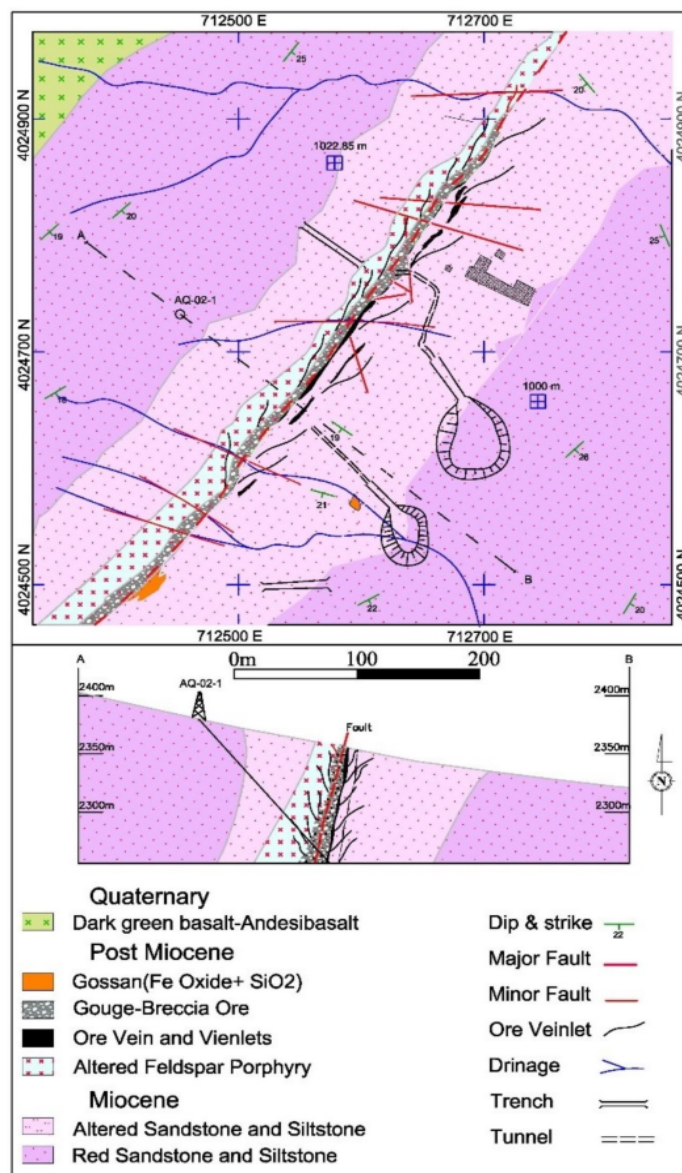 712500 E
712700 E
4024900 N
4024900 N
25
20
1022.85 m
20
19
A
25
AQ-02-1
4024700 N
4024700 N
1000 m
18
19
26
21
B
4024500 N
4024500 N
22
20
712500 E
712700 E
A
B
0m
100
200
AQ-02-1
2400m
2400m
Fault
2350m
2350m
2300m
2300m
N
Quaternary
Dark green basalt-Andesibasalt
Post Miocene
Gossan(Fe Oxide+ SiO2)
Gouge-Breccia Ore
Ore Vein and Vienlets
Altered Feldspar Porphyry
Miocene
Altered Sandstone and Siltstone
Red Sandstone and Siltstone
Dip & strike
22
Major Fault
Minor Fault
Ore Veinlet
Drinage
Trench
Tunnel